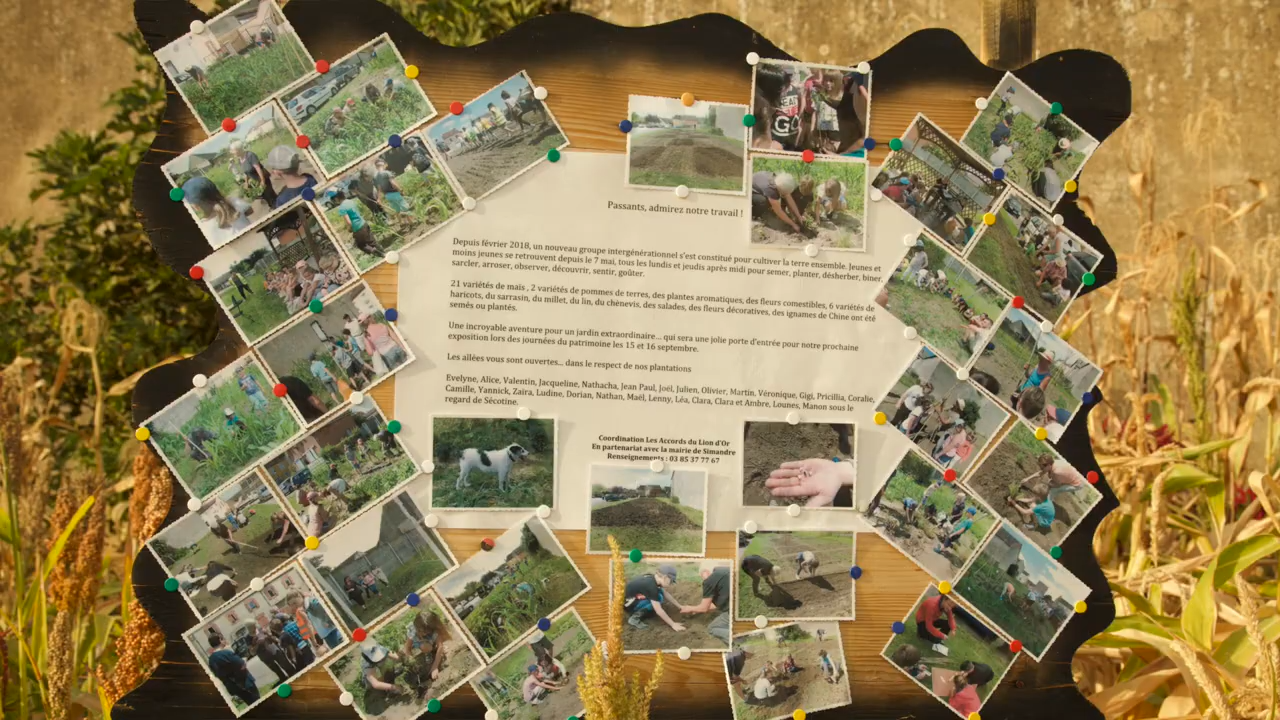 Passants, admirez notre travail !
Depuis février 2018, un nouveau groupe intergénérationnel s'est constitué pour cultiver la terre ensemble. Jeunes et
moins jeunes se retrouvent depuis le 7 mai, tous les lundis et jeudis après midi pour semer, planter, désherber, biner,
sarcler, arroser, observer, découvrir, sentir, goûter.
21 variétés de maïs , 2 variétés de pommes de terres, des plantes aromatiques, des fleurs comestibles, 6 variétés de
haricots, du sarrasin, du millet, du lin, du chènevis, des salades, des fleurs décoratives, des ignames de Chine ont été
semés ou plantés.
Une incroyable aventure pour un jardin extraordinaire... qui sera une jolie porte d'entrée pour notre prochaine
exposition lors des journées du patrimoine les 15 et 16 septembre.
Les allées vous sont ouvertes... dans le respect de nos plantations
Evelyne, Alice, Valentin, Jacqueline, Nathacha, Jean Paul, Joël, Julien, Olivier, Martin, Véronique, Gigi, Pricillia, Coralie,
Camille, Yannick, Zaira, Ludine, Dorian, Nathan, Maël, Lenny, Léa, Clara, Clara et Ambre, Lounes, Manon sous le
regard de Sécotine.
Coordination Les Accords du Lion d'Or
En partenariat avec la mairie de Simandre
Renseignements : 03 85 37 77 67